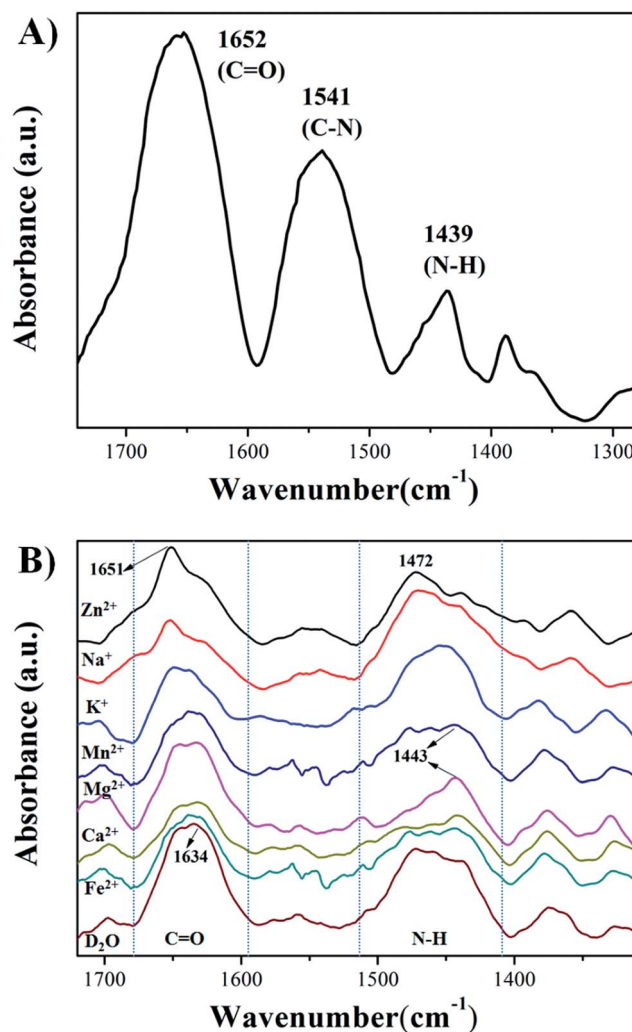 A)
1652
(C=O)
1541
(C-N)
1439
(N-H)
Absorbance (a.u.)
1700 1600 1500 1400 1300
Wavenumber(cm⁻¹)
B)
1651
1472
Zn²⁺
Na⁺
K⁺
Mn²⁺
1443
Mg²⁺
Ca²⁺
Fe²⁺
1634
D₂O C=O N-H
Absorbance (a.u.)
1700 1600 1500 1400
Wavenumber(cm⁻¹)